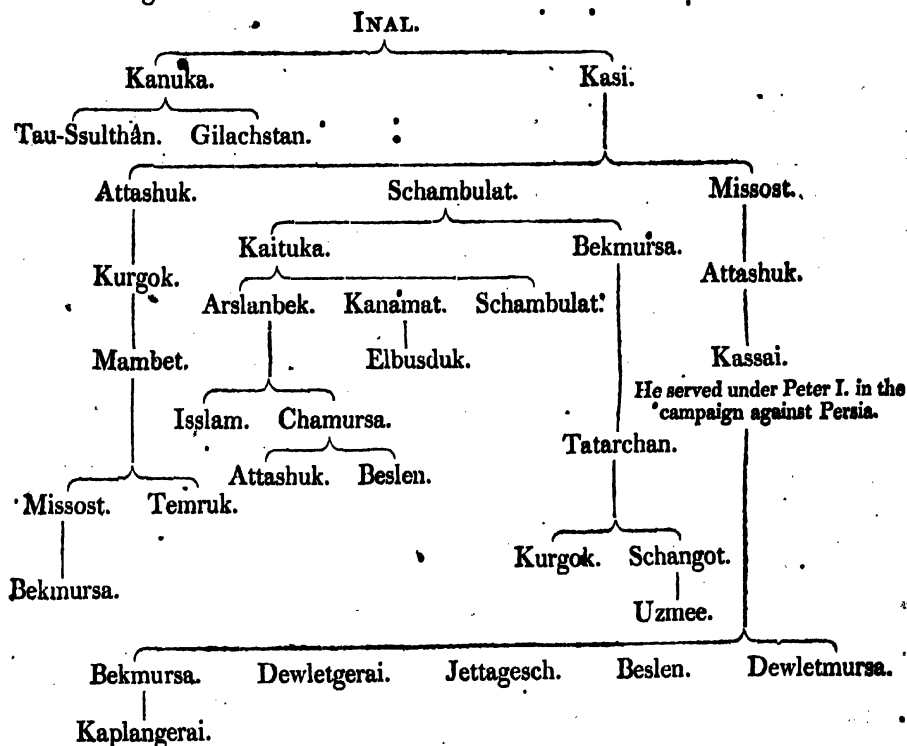 INAL.
Kanuka. Kasi.
Tau-Ssulthân. Gilachstan.
Attashuk. Schambulat. Missost.
Kaituka. Bekmursa.
Kurgok. Attashuk.
Arslanbek. Kanamat. Schambulat.
Mambet. Elbusduk. Kassai.
He served under Peter I. in the
campaign against Persia.
Isslam. Chamursa.
Tatarchan.
Attashuk. Beslen.
Missost. Temruk.
Kurgok. Schangot.
Bekmursa.
Uzmee.
Bekmursa. Dewletgerai. Jettagesch. Beslen. Dewletmursa.
Kaplangerai.